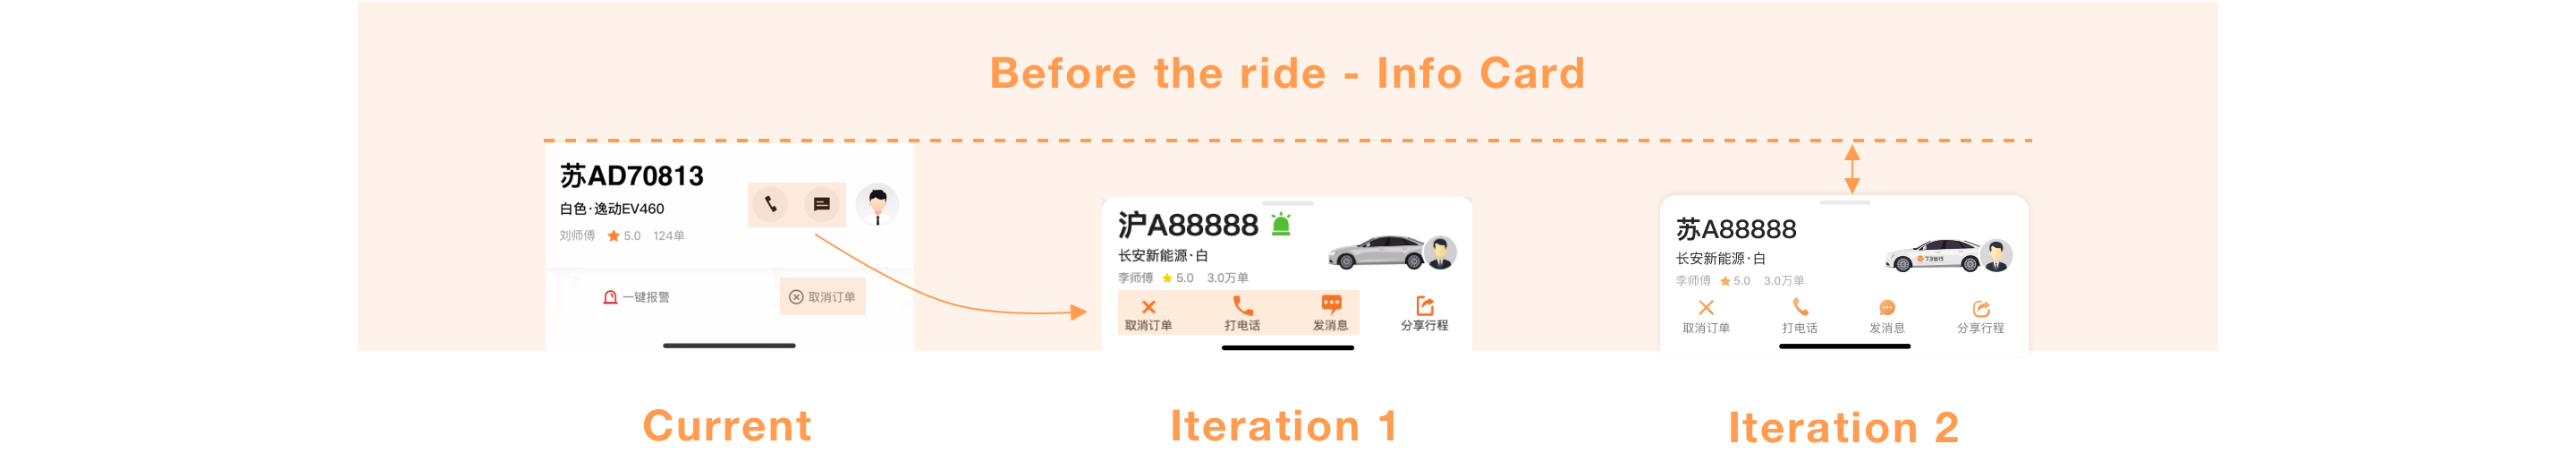 Before the ride - Info Card
苏AD70813
白色·逸动EV460
刘师傅 5.0 124单
一键报警 取消订单
沪A88888
长安新能源·白
李师傅 5.0 3.0万单
取消订单 打电话 发消息 分享行程
苏A88888
长安新能源·白
李师傅 5.0 3.0万单
取消订单 打电话 发消息 分享行程
Current
Iteration 1
Iteration 2